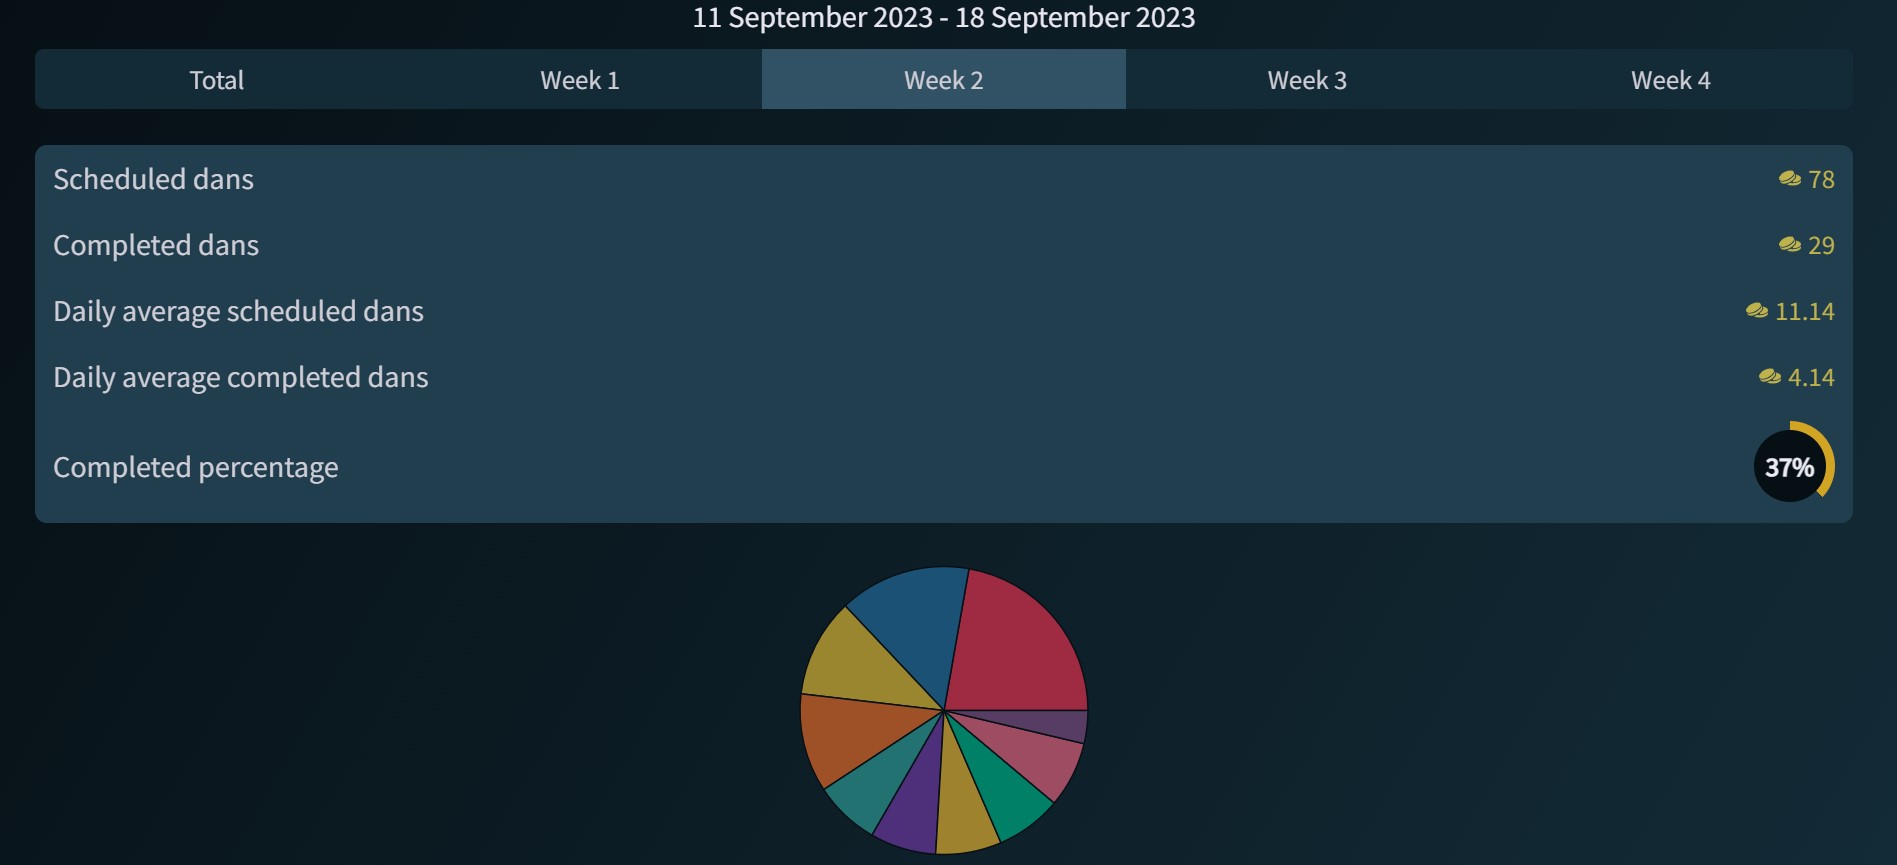 11 September 2023 - 18 September 2023
Total Week 1 Week 2 Week 3 Week 4
Scheduled dans 78
Completed dans 29
Daily average scheduled dans 11.14
Daily average completed dans 4.14
Completed percentage 37%